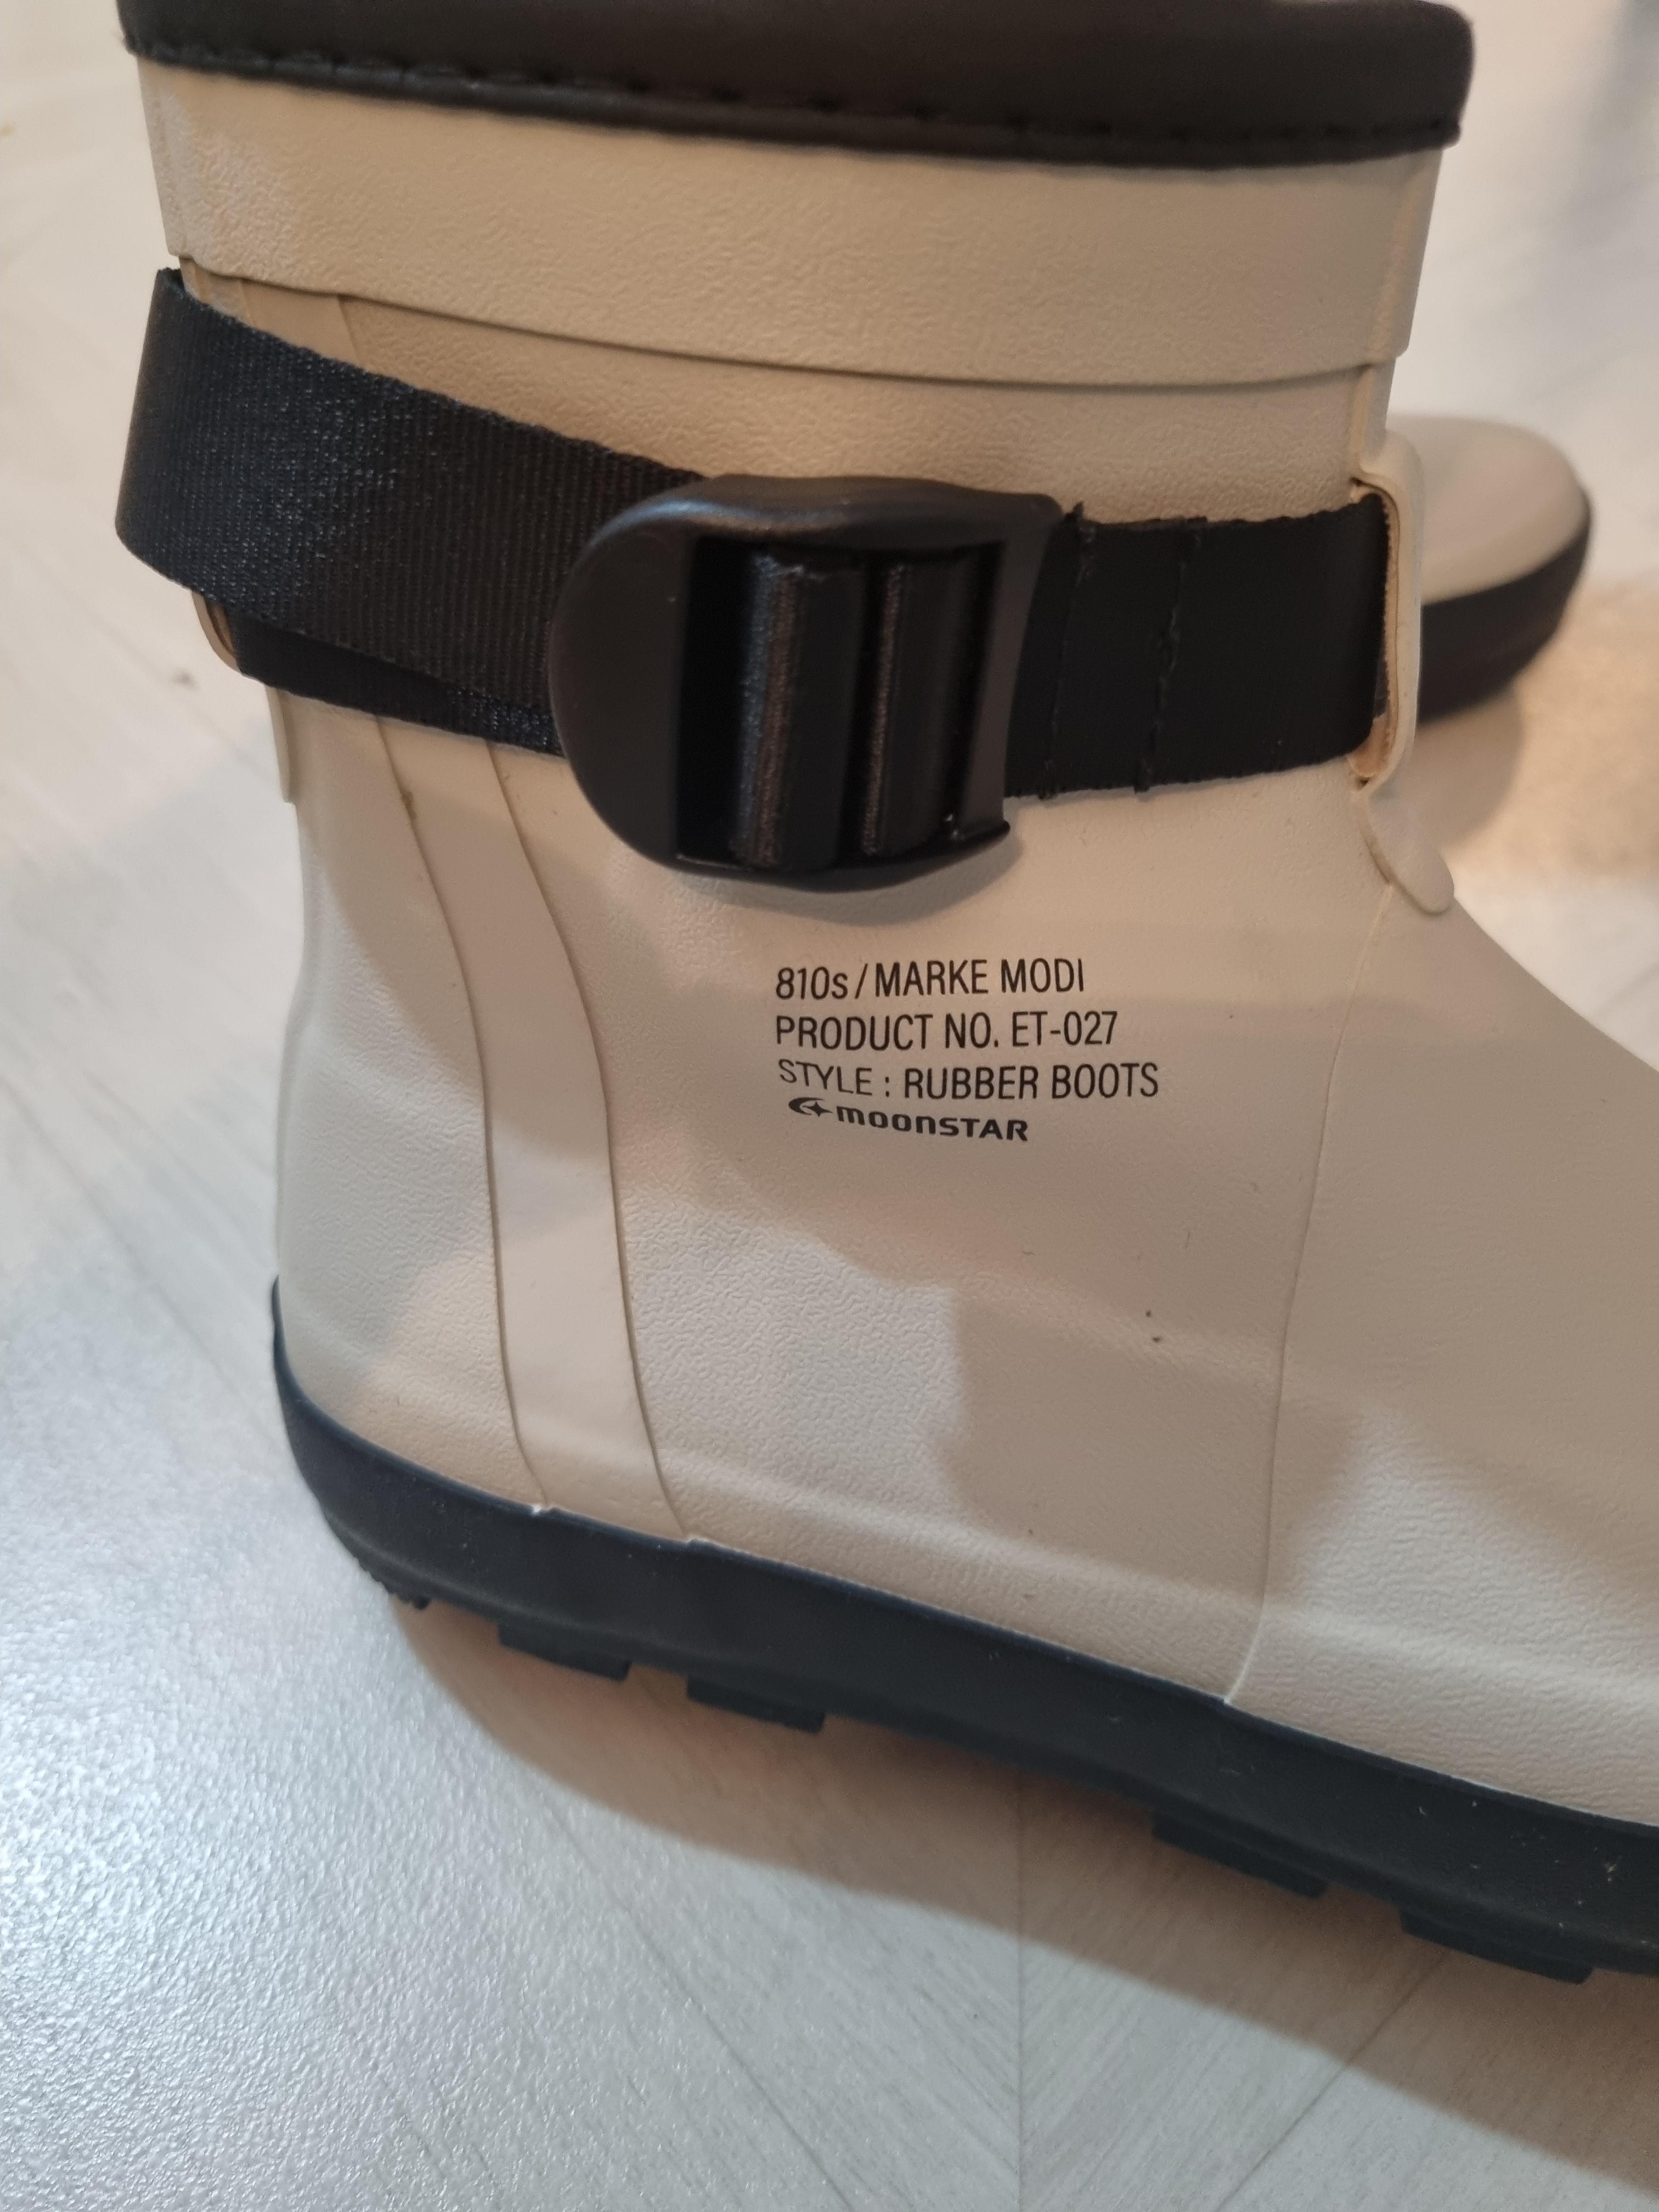 810s / MARKE MODI
PRODUCT NO. ET-027
STYLE : RUBBER BOOTS
moonSTAR